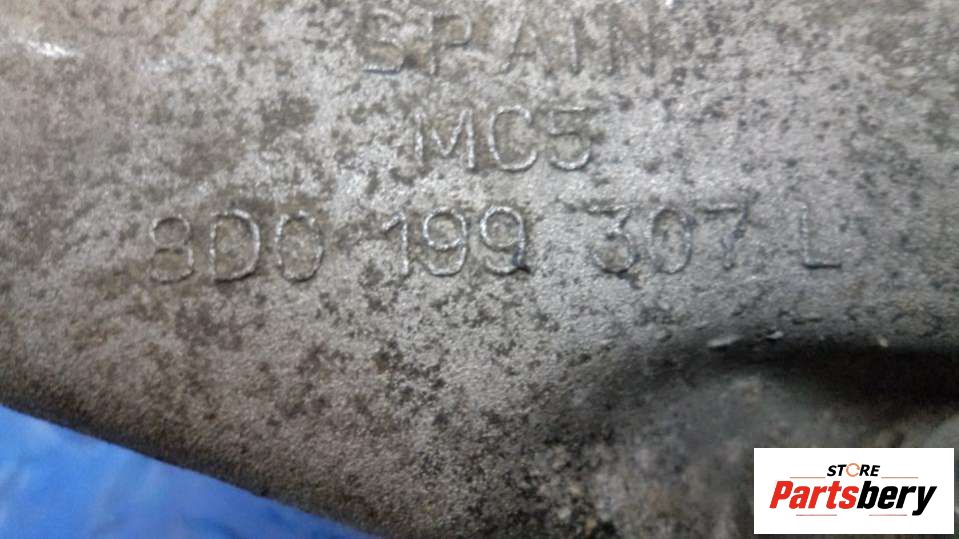 SPAIN
MC5
8D0 199 307 L
STORE
Partsbery